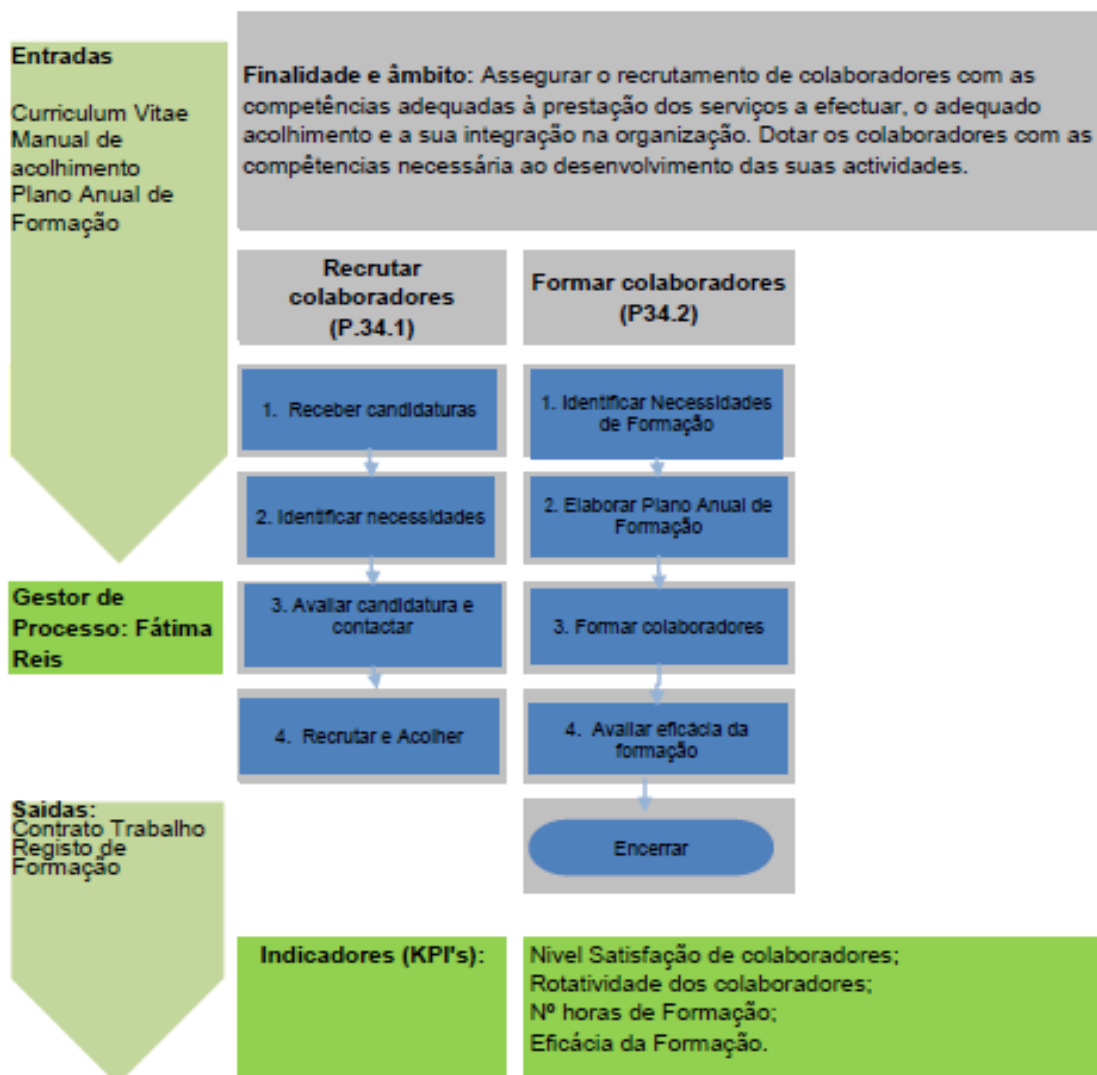 Entradas
Curriculum Vitae
Manual de
acolhimento
Plano Anual de
Formação
Finalidade e âmbito: Assegurar o recrutamento de colaboradores com as
competências adequadas à prestação dos serviços a efectuar, o adequado
acolhimento e a sua integração na organização. Dotar os colaboradores com as
compêtencias necessária ao desenvolvimento das suas actividades.
Recrutar
colaboradores
(P.34.1)
Formar colaboradores
(P34.2)
1. Receber candidaturas
2. Identificar necessidades
3. Avaliar candidatura e
contactar
4. Recrutar e Acolher
1. Identificar Necessidades
de Formação
2. Elaborar Plano Anual de
Formação
3. Formar colaboradores
4. Avaliar eficácia da
formação
Encerrar
Gestor de
Processo: Fátima
Reis
Saidas:
Contrato Trabalho
Registo de
Formação
Indicadores (KPI's):
Nivel Satisfação de colaboradores;
Rotatividade dos colaboradores;
Nº horas de Formação;
Eficácia da Formação.